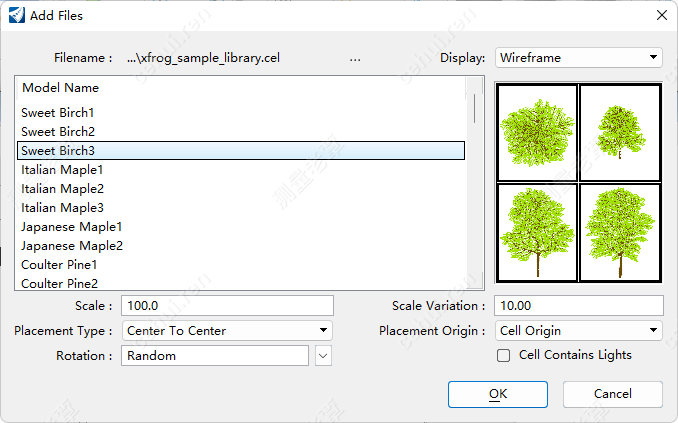 Add Files
Filename : ...\xfrog_sample_library.cel ... Display: Wireframe
Model Name
Sweet Birch1
Sweet Birch2
Sweet Birch3
Italian Maple1
Italian Maple2
Italian Maple3
Japanese Maple1
Japanese Maple2
Coulter Pine1
Coulter Pine2
Scale : 100.0 Scale Variation : 10.00
Placement Type : Center To Center Placement Origin : Cell Origin
Rotation : Random Cell Contains Lights
OK Cancel